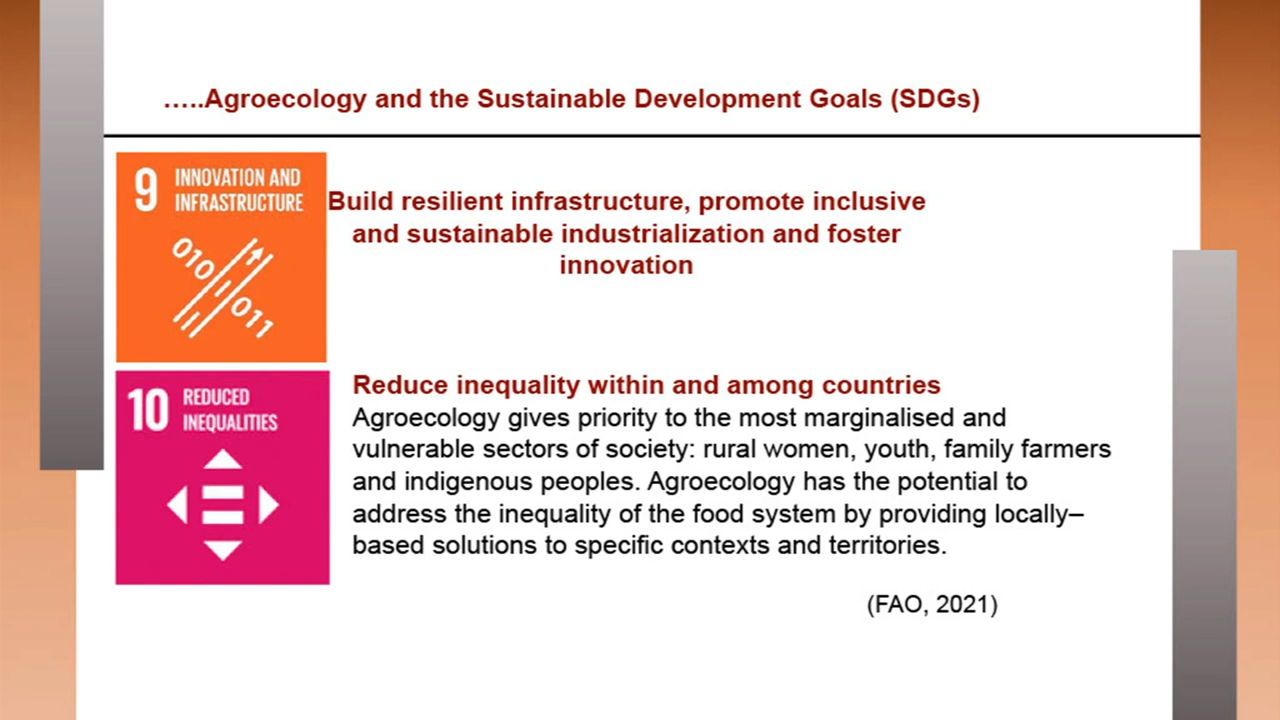 …..Agroecology and the Sustainable Development Goals (SDGs)
9 INNOVATION AND
INFRASTRUCTURE
010
011
Build resilient infrastructure, promote inclusive
and sustainable industrialization and foster
innovation
10 REDUCED
INEQUALITIES
Reduce inequality within and among countries
Agroecology gives priority to the most marginalised and
vulnerable sectors of society: rural women, youth, family farmers
and indigenous peoples. Agroecology has the potential to
address the inequality of the food system by providing locally–
based solutions to specific contexts and territories.
(FAO, 2021)